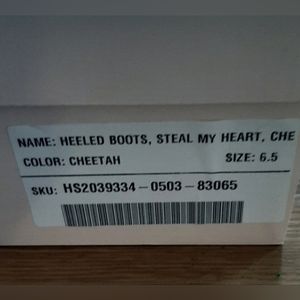 NAME: HEELED BOOTS, STEAL MY HEART, CHE
COLOR: CHEETAH SIZE: 6.5
SKU: HS2039334-0503-83065